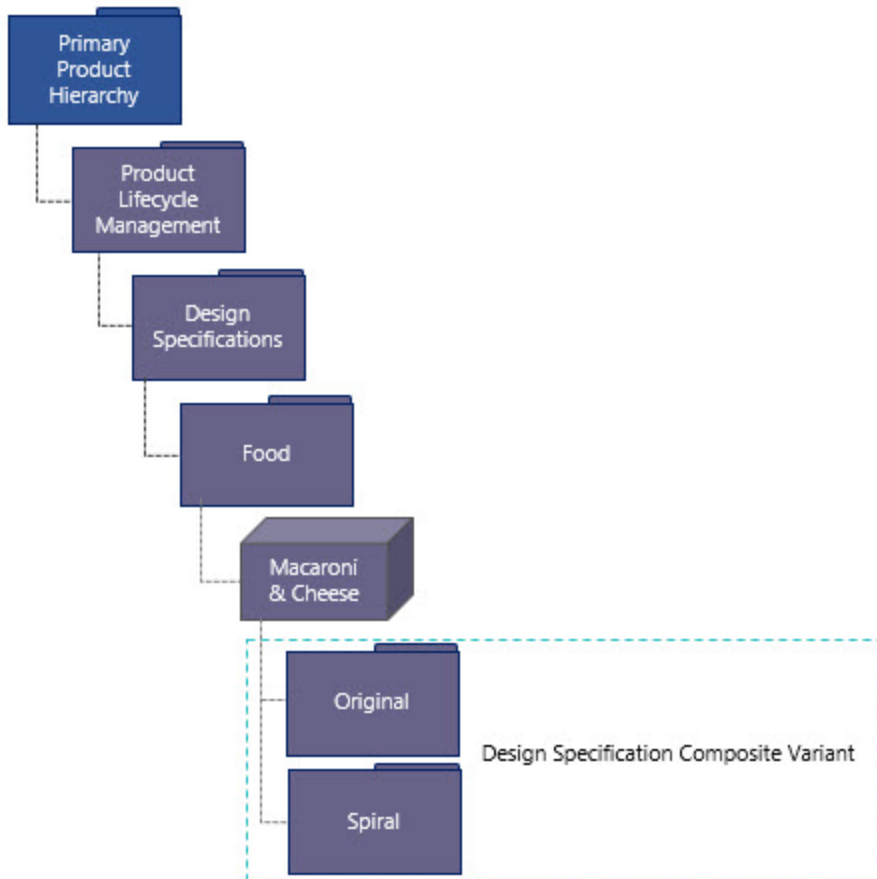 Primary
Product
Hierarchy
Product
Lifecycle
Management
Design
Specifications
Food
Macaroni
& Cheese
Original
Design Specification Composite Variant
Spiral